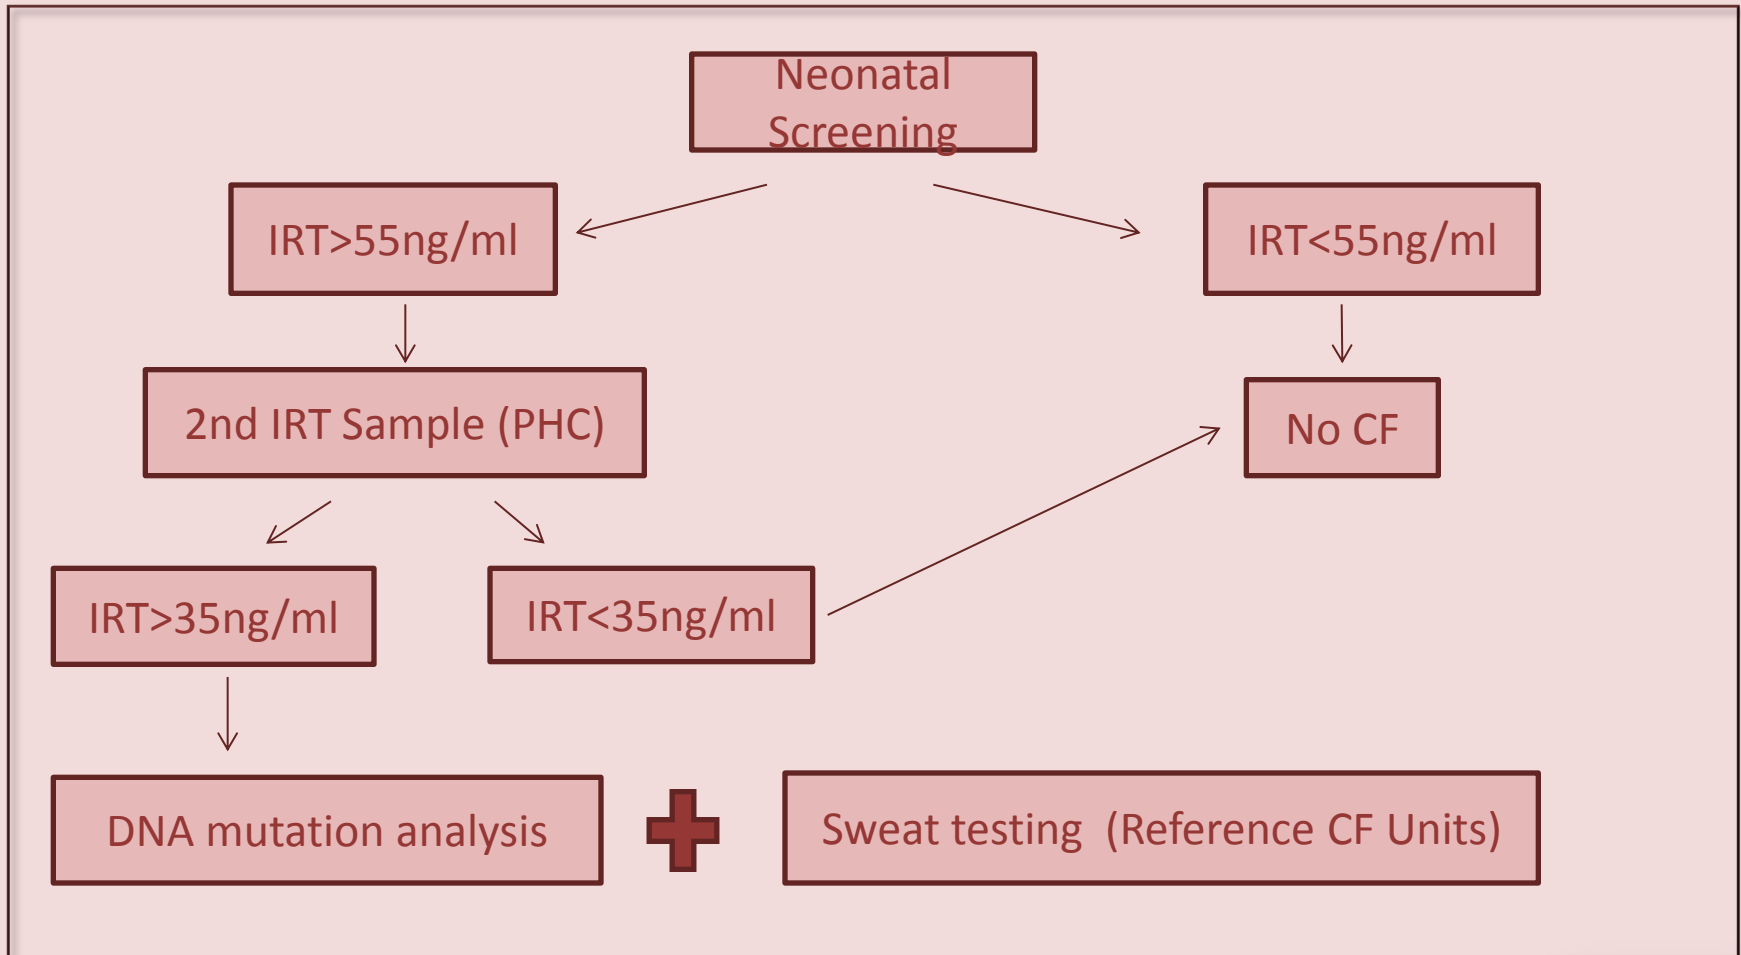 Neonatal
Screening
IRT>55ng/ml
IRT<55ng/ml
2nd IRT Sample (PHC)
No CF
IRT>35ng/ml
IRT<35ng/ml
DNA mutation analysis
Sweat testing  (Reference CF Units)